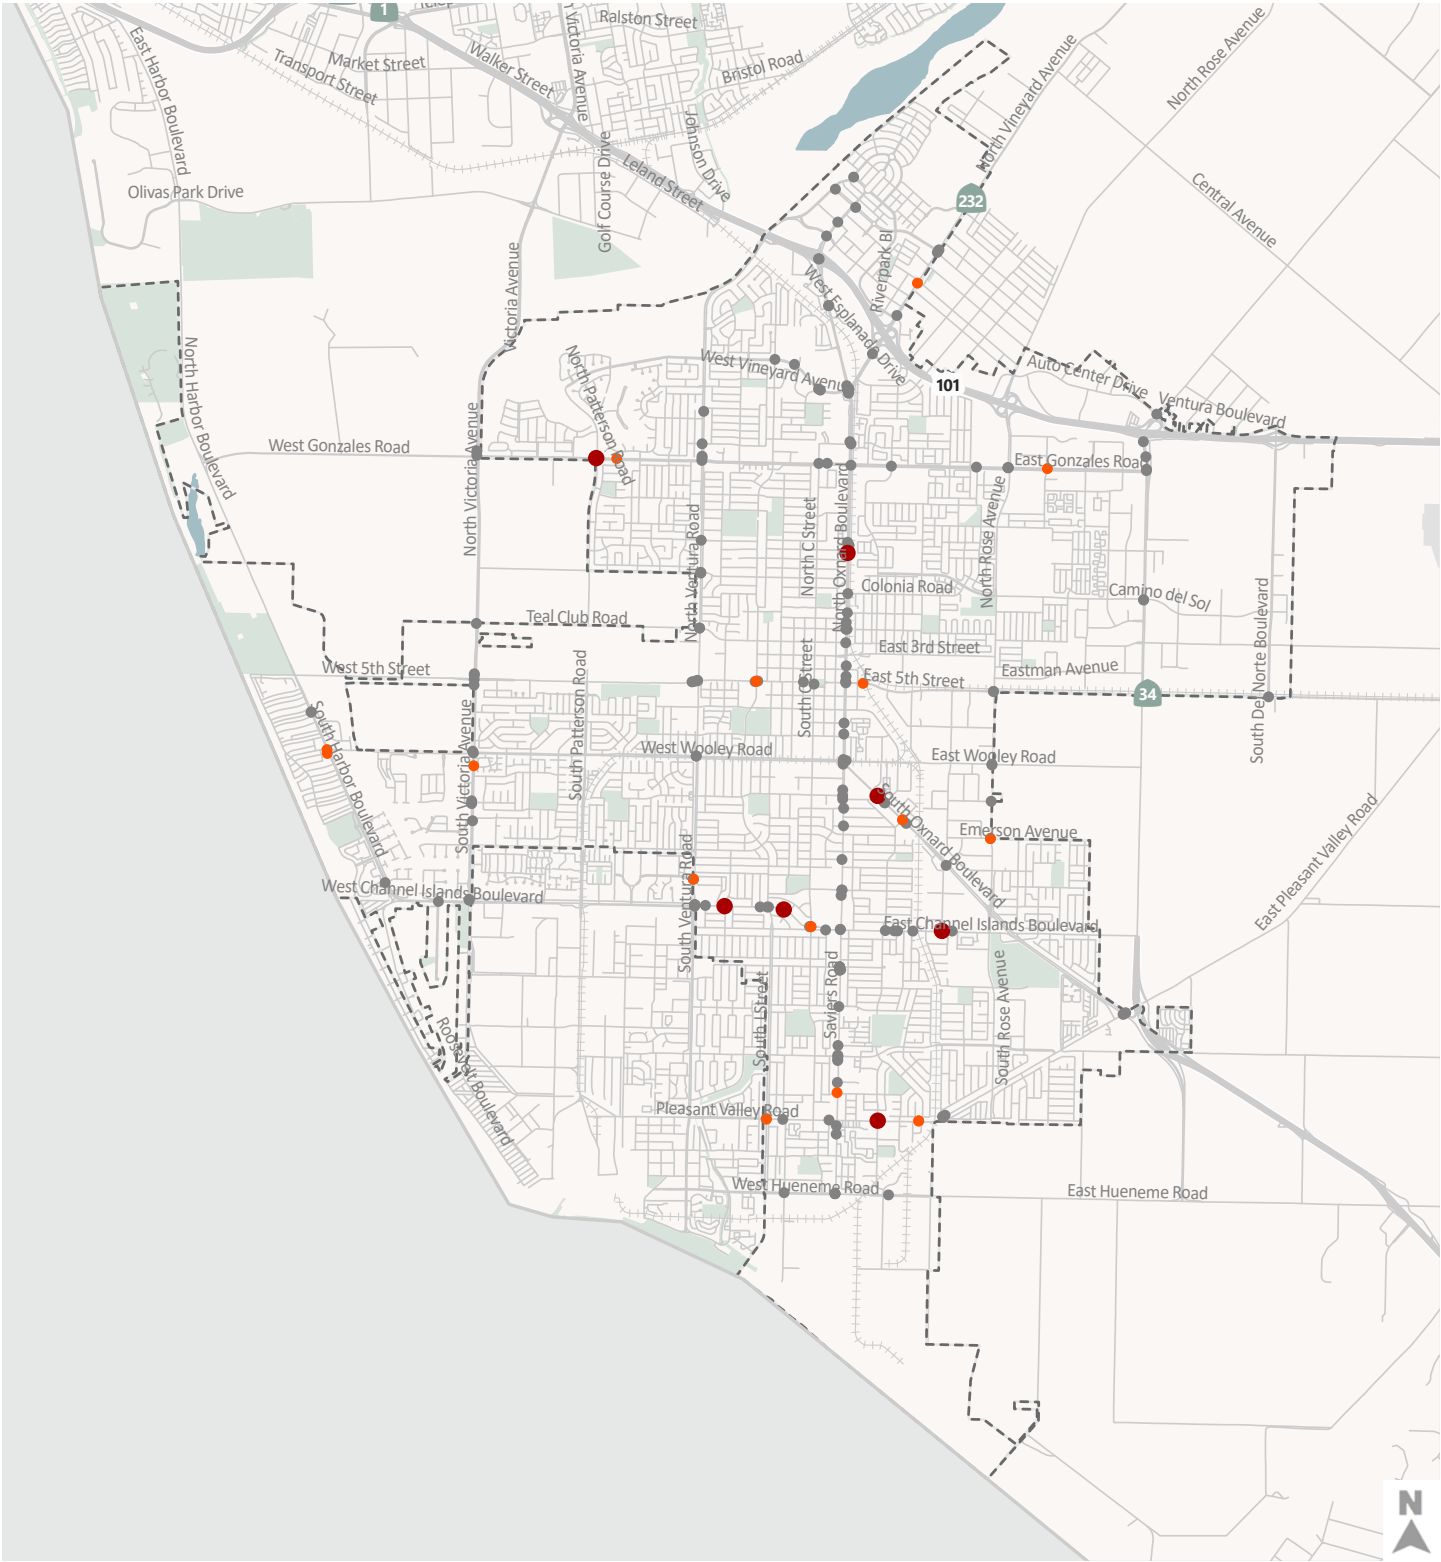 1
Ralston Street
Victoria Avenue
Walker Street
Market Street
Transport Street
East Harbor Boulevard
Bristol Road
North Rose Avenue
North Vineyard Avenue
Johnson Drive
Golf Course Drive
Leland Street
Olivas Park Drive
232
Central Avenue
Riverpark Bl
Victoria Avenue
West Esplanade Drive
North Harbor Boulevard
North Patterson Road
West Vineyard Avenue
101
Auto Center Drive
Ventura Boulevard
West Gonzales Road
East Gonzales Road
North Victoria Avenue
North Ventura Road
North C Street
North Oxnard Boulevard
North Rose Avenue
Colonia Road
Camino del Sol
Teal Club Road
East 3rd Street
West 5th Street
East 5th Street
Eastman Avenue
34
South Del Norte Boulevard
South C Street
South Patterson Road
South Harbor Boulevard
South Victoria Avenue
West Wooley Road
East Wooley Road
South Oxnard Boulevard
Emerson Avenue
East Pleasant Valley Road
South Ventura Road
West Channel Islands Boulevard
East Channel Islands Boulevard
South J Street
Saviers Road
South Rose Avenue
Roosevelt Boulevard
Pleasant Valley Road
West Hueneme Road
East Hueneme Road
N